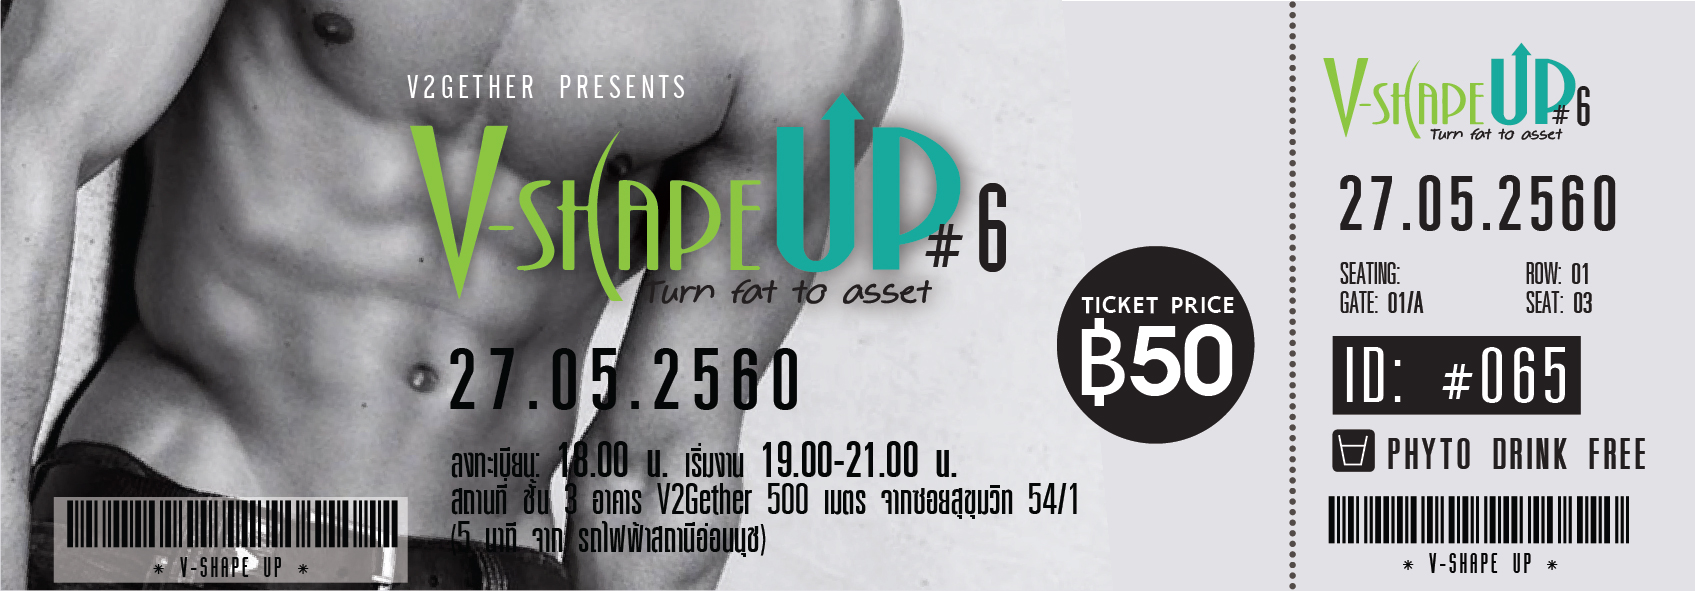 V2GETHER PRESENTS
V-SHAPE UP #6
Turn fat to asset
27.05.2560
ลงทะเบียน: 18.00 น. เริ่มงาน 19.00-21.00 น.
สถานที่ ชั้น 3 อาคาร V2Gether 500 เมตร จากซอยสุขุมวิท 54/1
(5 นาที จาก รถไฟฟ้าสถานีอ่อนนุช)
* V-SHAPE UP *
TICKET PRICE
฿50
V-SHAPE UP #6
Turn fat to asset
27.05.2560
SEATING: ROW: 01
GATE: 01/A SEAT: 03
ID: #065
PHYTO DRINK FREE
* V-SHAPE UP *